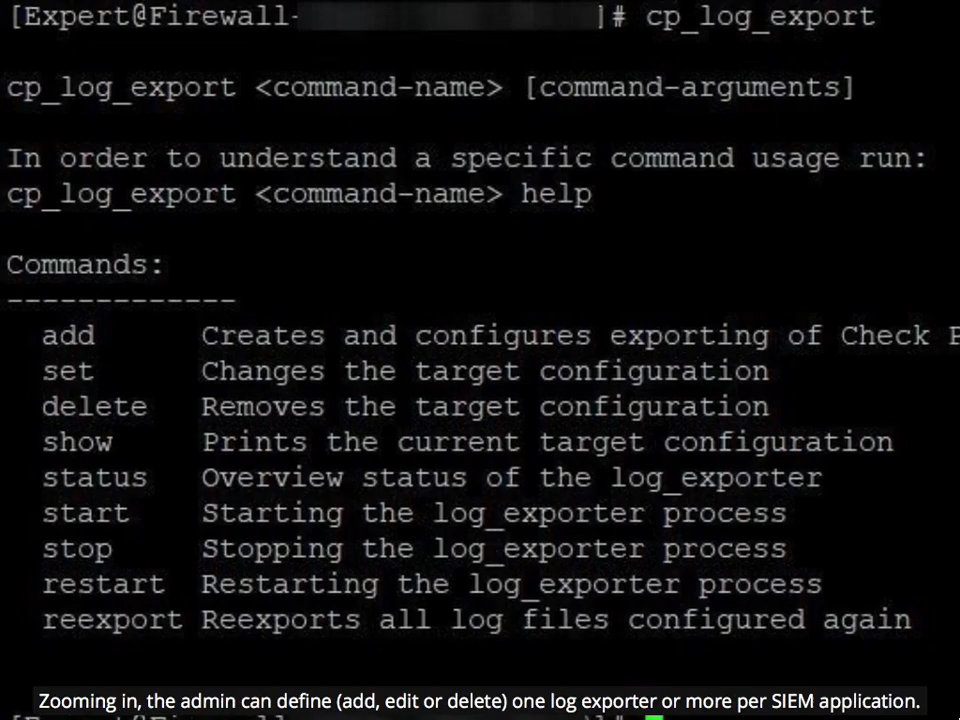 [Expert@Firewall- ]# cp_log_export
cp_log_export <command-name> [command-arguments]
In order to understand a specific command usage run:
cp_log_export <command-name> help
Commands:
-------------
add Creates and configures exporting of Check
set Changes the target configuration
delete Removes the target configuration
show Prints the current target configuration
status Overview status of the log_exporter
start Starting the log_exporter process
stop Stopping the log_exporter process
restart Restarting the log_exporter process
reexport Reexports all log files configured again
Zooming in, the admin can define (add, edit or delete) one log exporter or more per SIEM application.